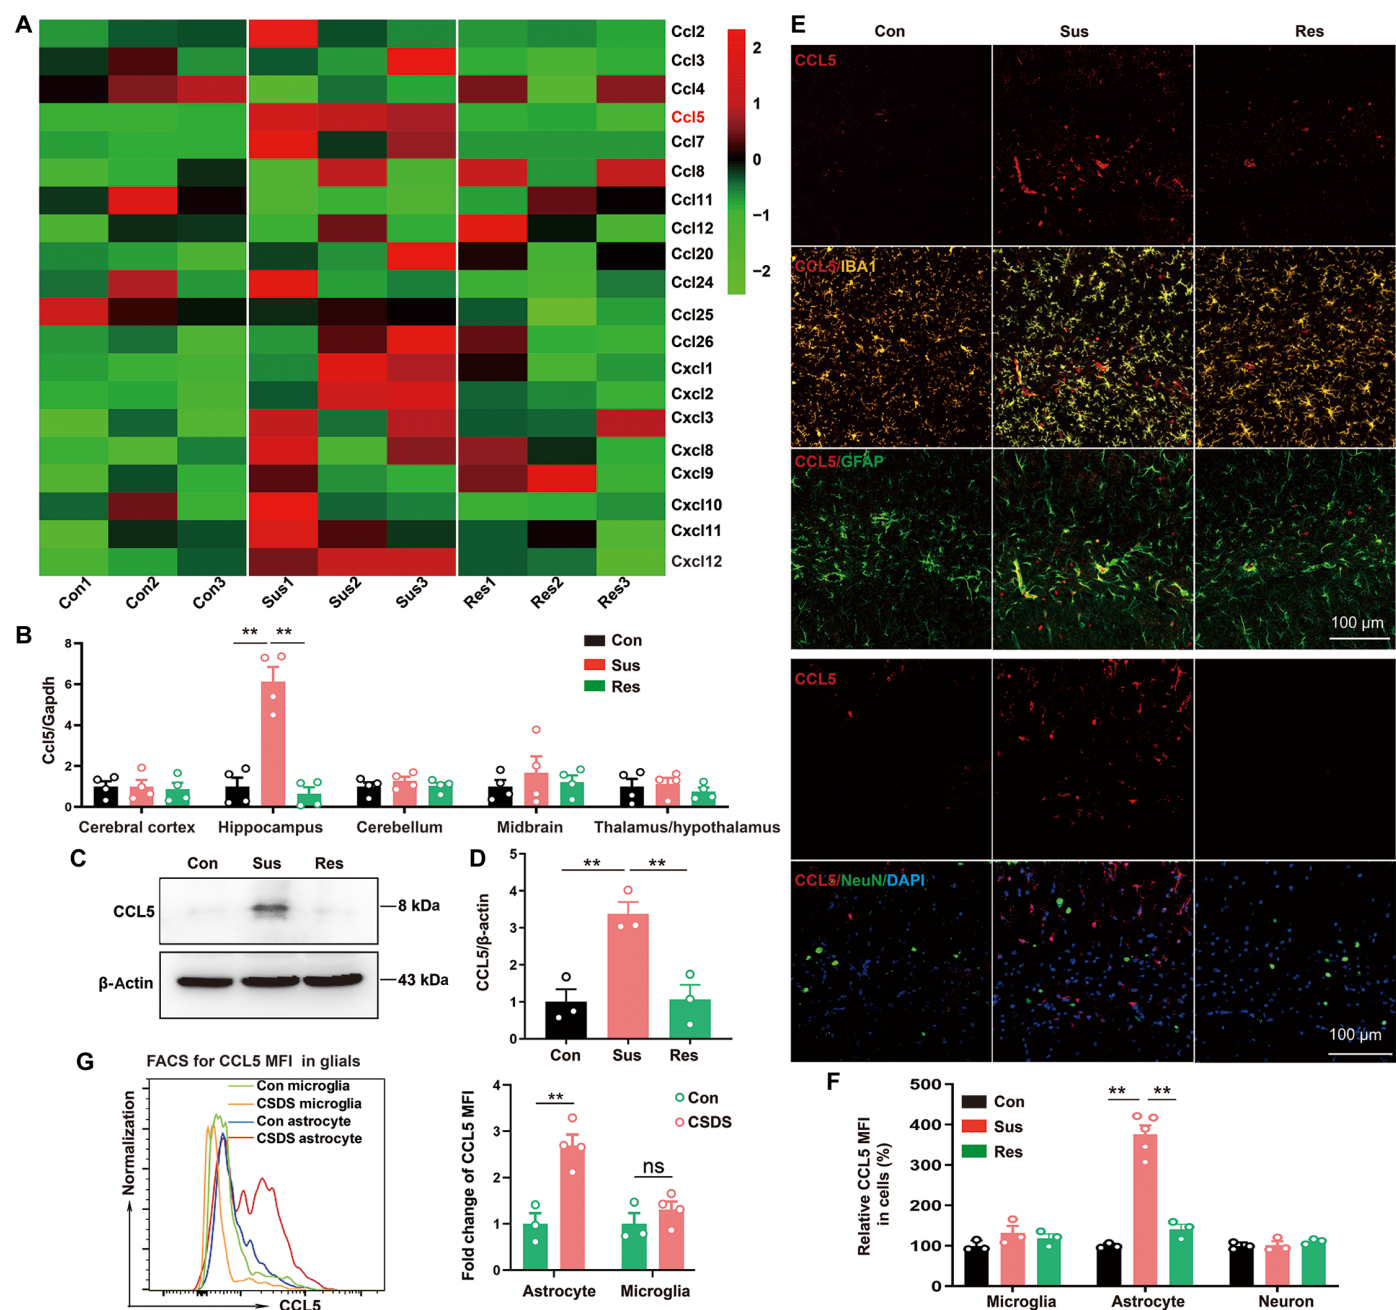 A
Ccl2
Ccl3
Ccl4
Ccl5
Ccl7
Ccl8
Ccl11
Ccl12
Ccl20
Ccl24
Ccl25
Ccl26
Cxcl1
Cxcl2
Cxcl3
Cxcl8
Cxcl9
Cxcl10
Cxcl11
Cxcl12
2
1
0
−1
−2
Con1 Con2 Con3 Sus1 Sus2 Sus3 Res1 Res2 Res3
B
Ccl5/Gapdh
8
6
4
2
0
** **
Con
Sus
Res
Cerebral cortex Hippocampus Cerebellum Midbrain Thalamus/hypothalamus
C
Con Sus Res
CCL5
8 kDa
β-Actin
43 kDa
D
CCL5/β-actin
5
4
3
2
1
0
** **
Con Sus Res
E
Con Sus Res
CCL5
CCL5/IBA1
CCL5/GFAP
100 µm
CCL5
CCL5/NeuN/DAPI
100 µm
F
Relative CCL5 MFI
in cells (%)
500
400
300
200
100
0
Con
Sus
Res
** **
Microglia Astrocyte Neuron
G
FACS for CCL5 MFI in glials
Con microglia
CSDS microglia
Con astrocyte
CSDS astrocyte
Normalization
CCL5
Fold change of CCL5 MFI
4
3
2
1
0
**
ns
Con
CSDS
Astrocyte Microglia